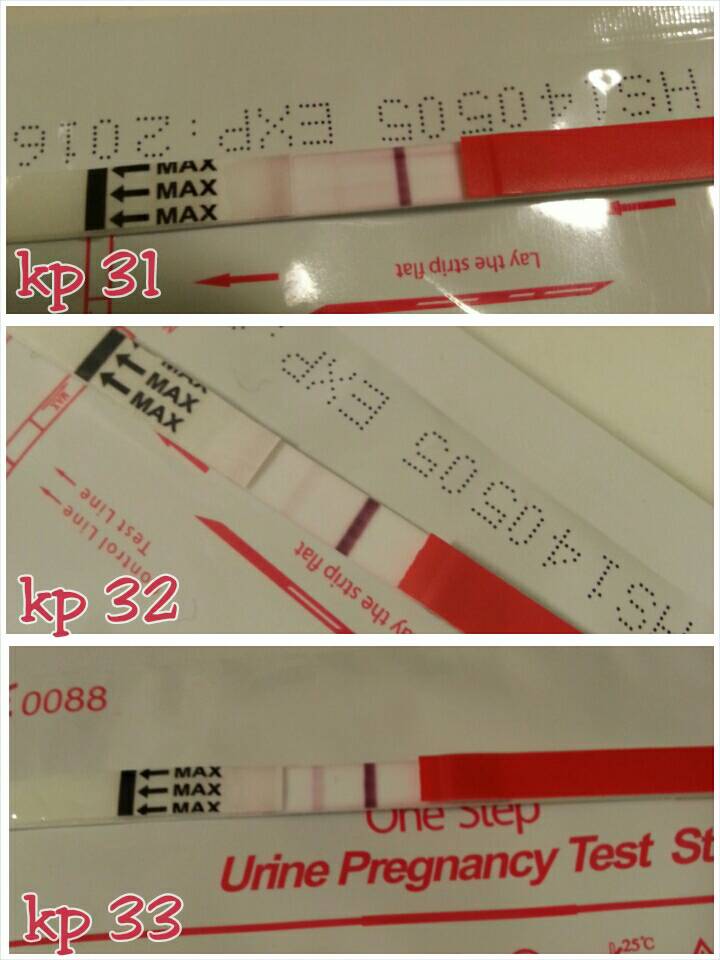 HS140505 EXP:2016
MAX
MAX
MAX
Lay the strip flat
kp 31
EXP
HS140505
MAX
MAX
MAX
MAX
Control Line
Test Line
Lay the strip flat
kp 32
0088
MAX
MAX
MAX
One Step
Urine Pregnancy Test St
25°C
kp 33